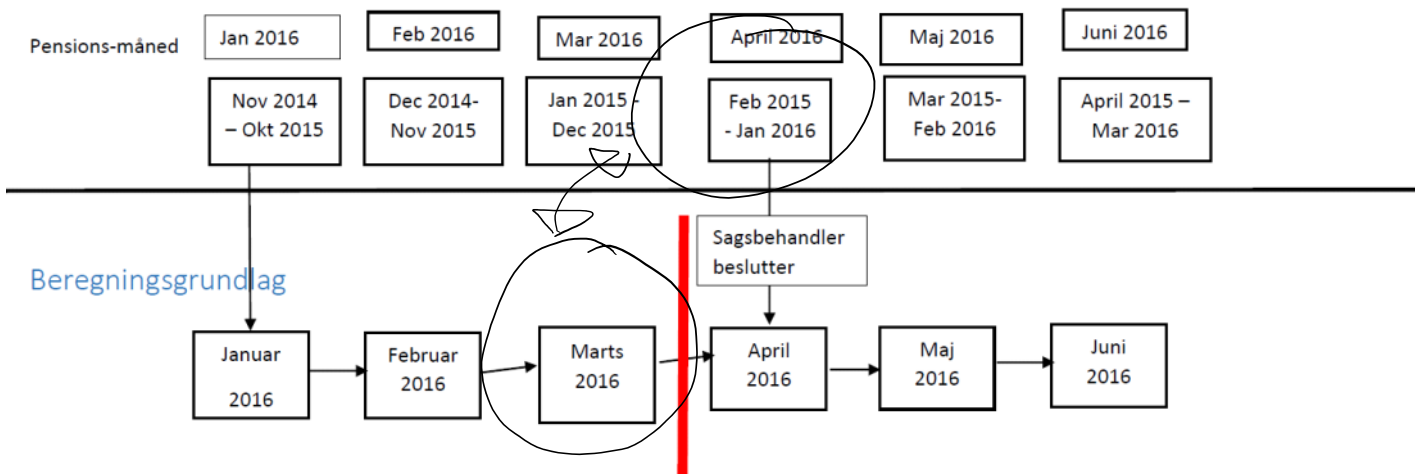 Pensions-måned
Jan 2016
Feb 2016
Mar 2016
April 2016
Maj 2016
Juni 2016
Nov 2014
– Okt 2015
Dec 2014-
Nov 2015
Jan 2015 -
Dec 2015
Feb 2015
- Jan 2016
Mar 2015-
Feb 2016
April 2015 –
Mar 2016
Sagsbehandler
beslutter
Beregningsgrundlag
Januar
2016
Februar
2016
Marts
2016
April
2016
Maj
2016
Juni
2016